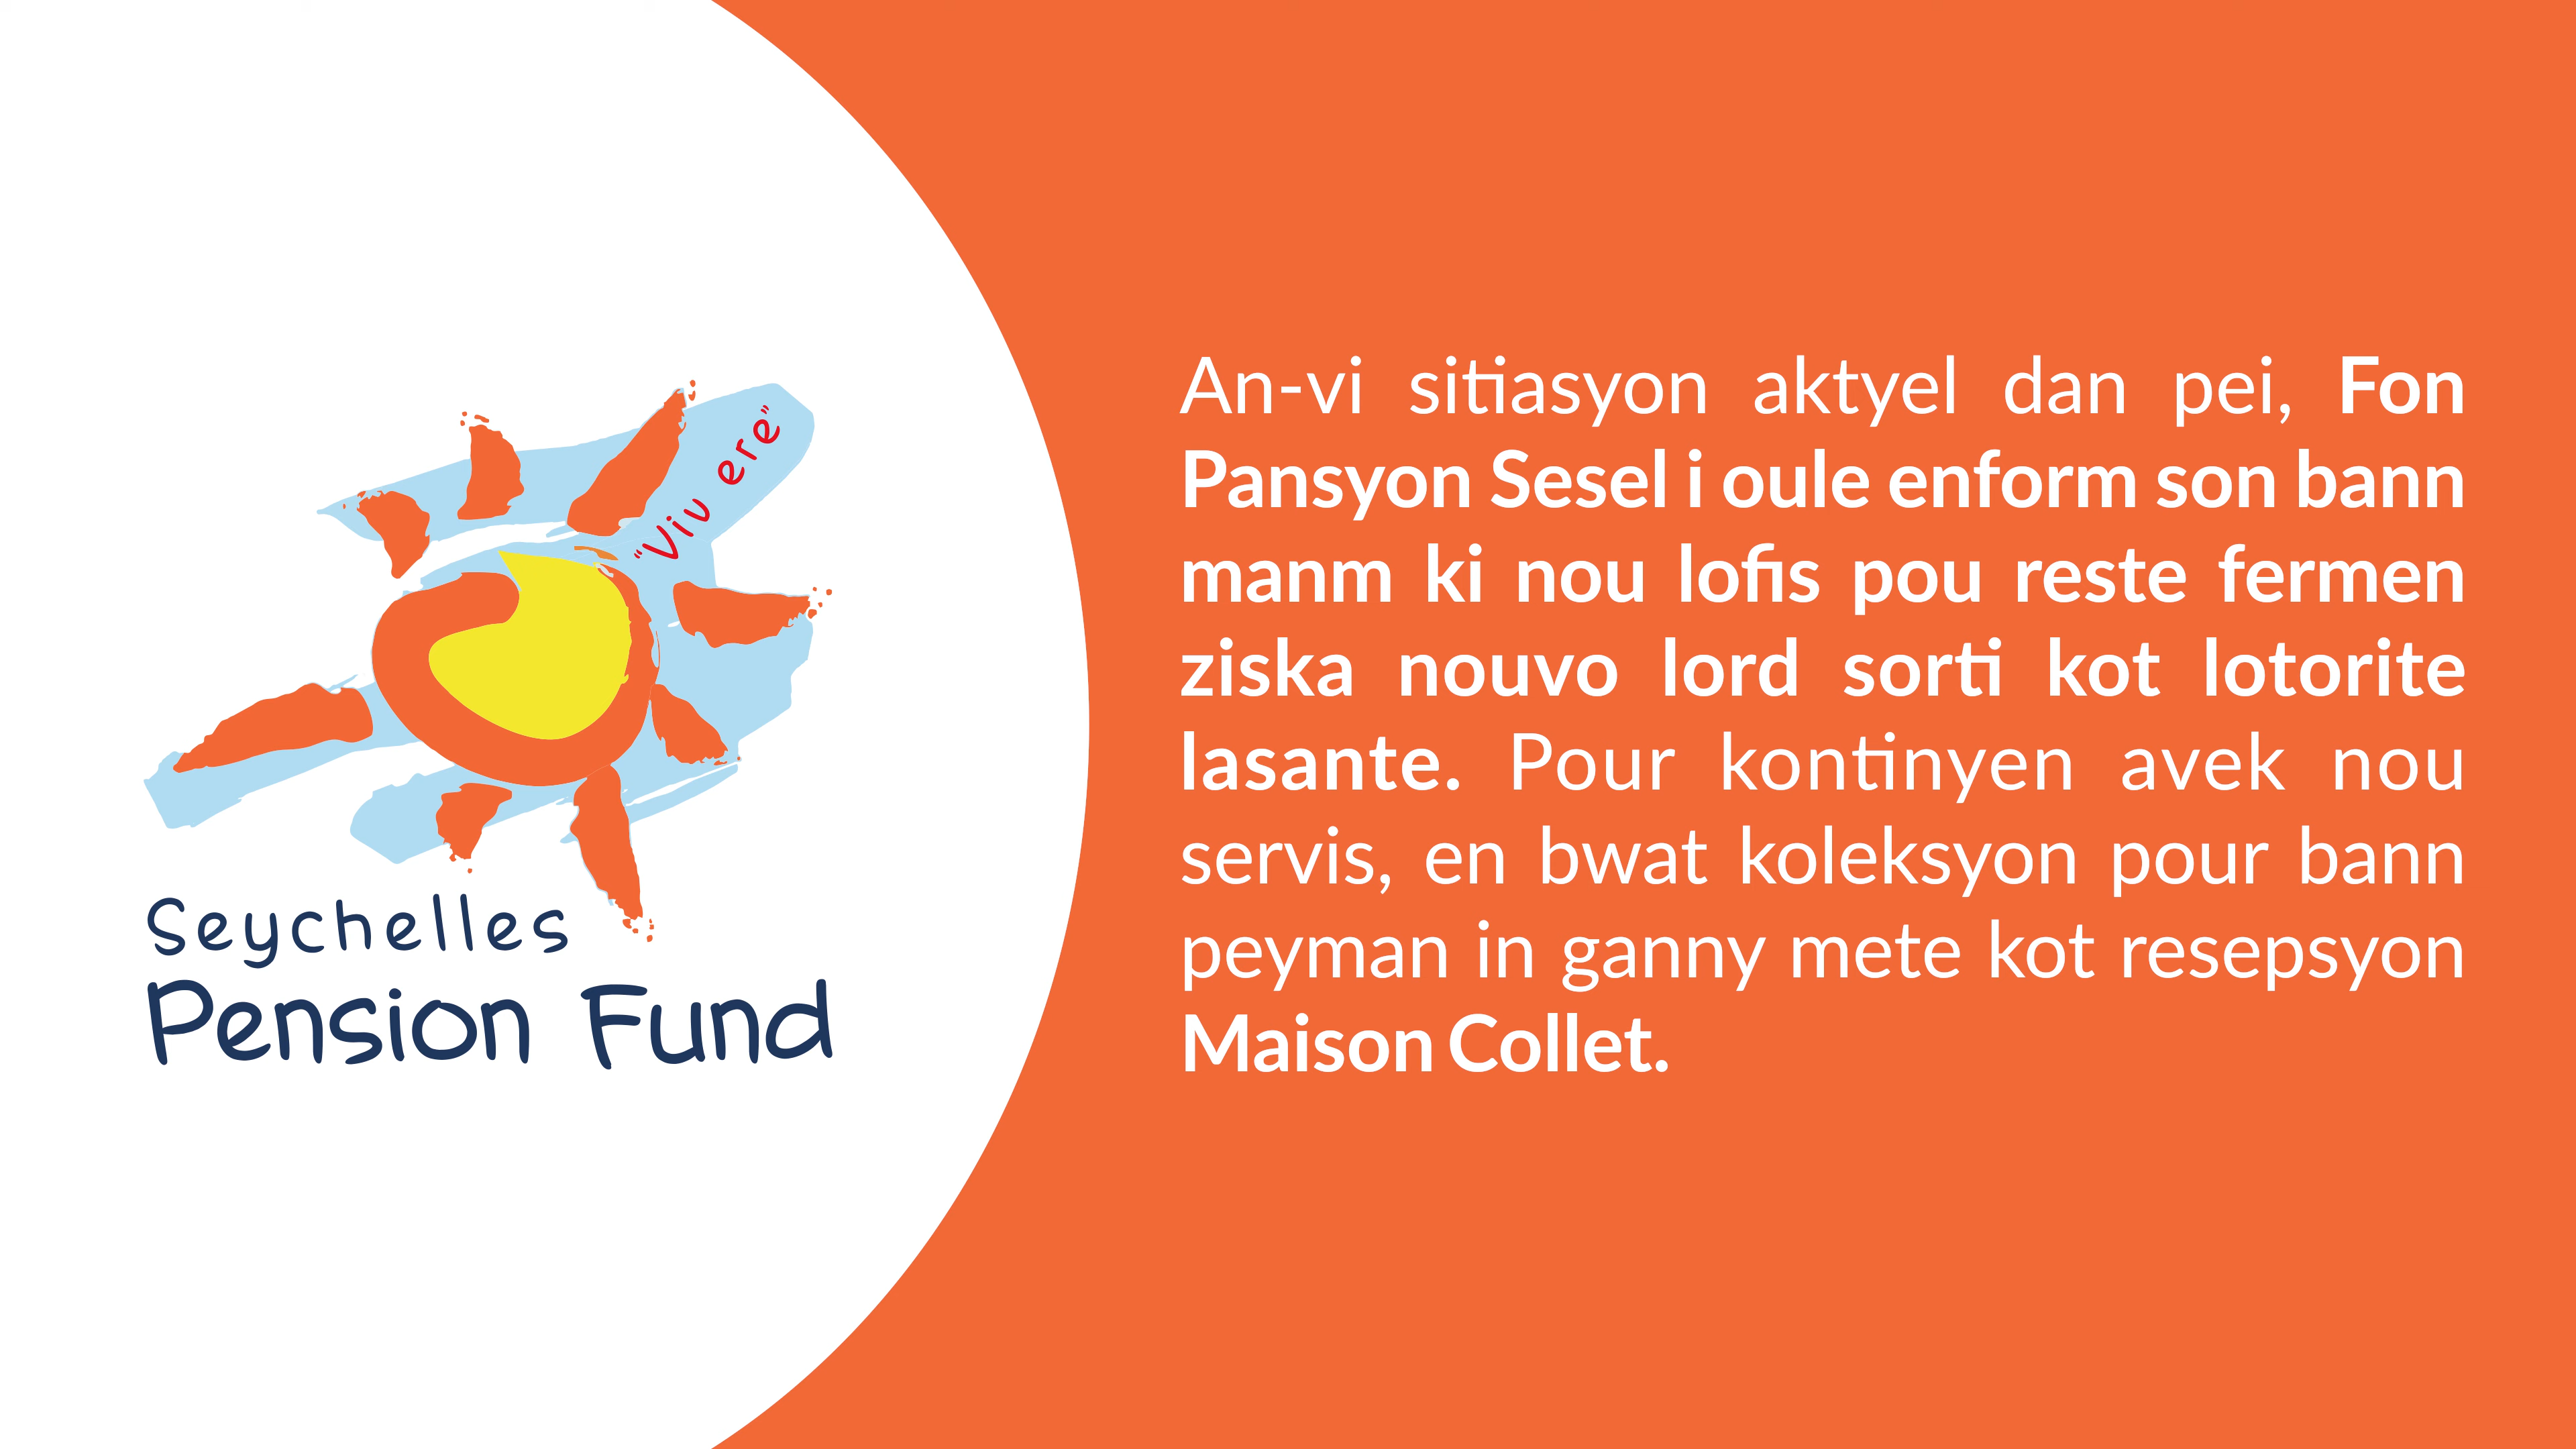 "Viv ere"
Seychelles
Pension Fund
An-vi sitiasyon aktyel dan pei, Fon
Pansyon Sesel i oule enform son bann
manm ki nou lofis pou reste fermen
ziska nouvo lord sorti kot lotorite
lasante. Pour kontinyen avek nou
servis, en bwat koleksyon pour bann
peyman in ganny mete kot resepsyon
Maison Collet.